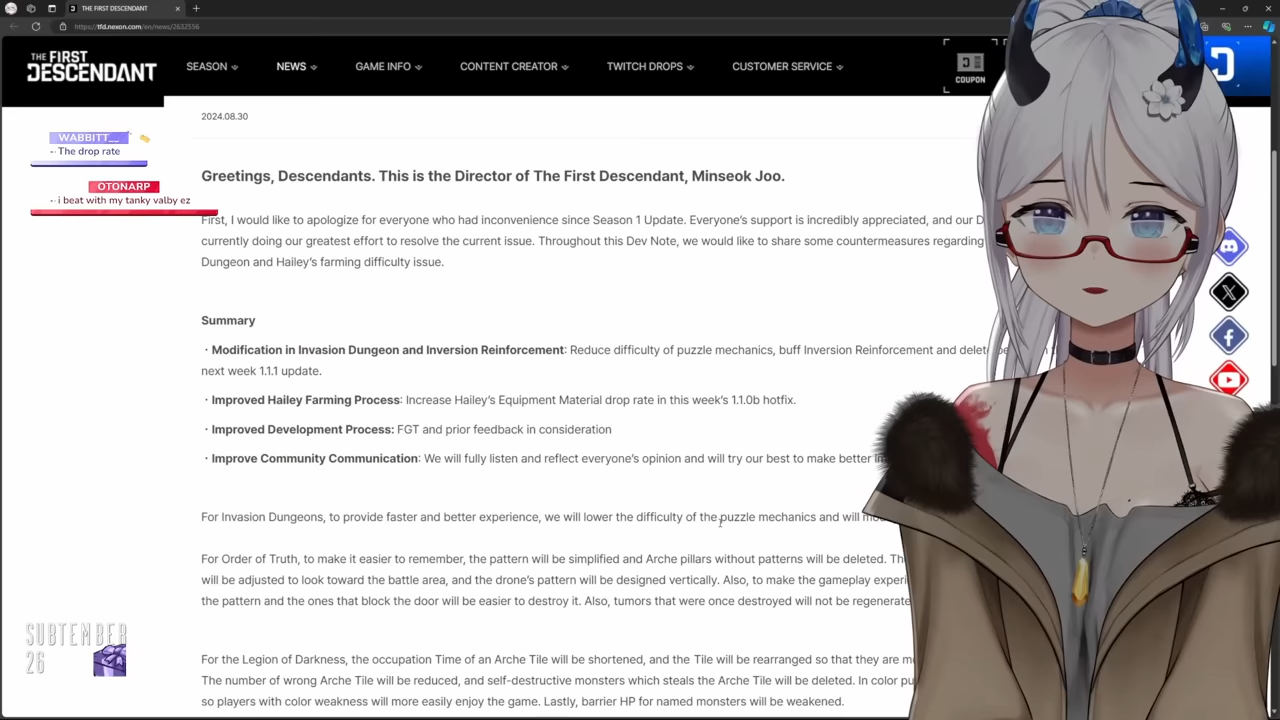 THE FIRST DESCENDANT
https://tfd.nexon.com/en/news/2632556
THE FIRST DESCENDANT
SEASON
NEWS
GAME INFO
CONTENT CREATOR
TWITCH DROPS
CUSTOMER SERVICE
COUPON
2024.08.30
WABBITT__
The drop rate
OTONARP
i beat with my tanky valby ez
Greetings, Descendants. This is the Director of The First Descendant, Minseok Joo.
First, I would like to apologize for everyone who had inconvenience since Season 1 Update. Everyone's support is incredibly appreciated, and our D
currently doing our greatest effort to resolve the current issue. Throughout this Dev Note, we would like to share some countermeasures regarding
Dungeon and Hailey's farming difficulty issue.
Summary
· Modification in Invasion Dungeon and Inversion Reinforcement: Reduce difficulty of puzzle mechanics, buff Inversion Reinforcement and delet
next week 1.1.1 update.
· Improved Hailey Farming Process: Increase Hailey's Equipment Material drop rate in this week's 1.1.0b hotfix.
· Improved Development Process: FGT and prior feedback in consideration
· Improve Community Communication: We will fully listen and reflect everyone's opinion and will try our best to make better
For Invasion Dungeons, to provide faster and better experience, we will lower the difficulty of the puzzle mechanics and will
For Order of Truth, to make it easier to remember, the pattern will be simplified and Arche pillars without patterns will be deleted.
will be adjusted to look toward the battle area, and the drone's pattern will be designed vertically. Also, to make the gameplay experi
the pattern and the ones that block the door will be easier to destroy it. Also, tumors that were once destroyed will not be regenerate
SUBTEMBER
26
For the Legion of Darkness, the occupation Time of an Arche Tile will be shortened, and the Tile will be rearranged so that they are
The number of wrong Arche Tile will be reduced, and self-destructive monsters which steals the Arche Tile will be deleted. In color pu
so players with color weakness will more easily enjoy the game. Lastly, barrier HP for named monsters will be weakened.